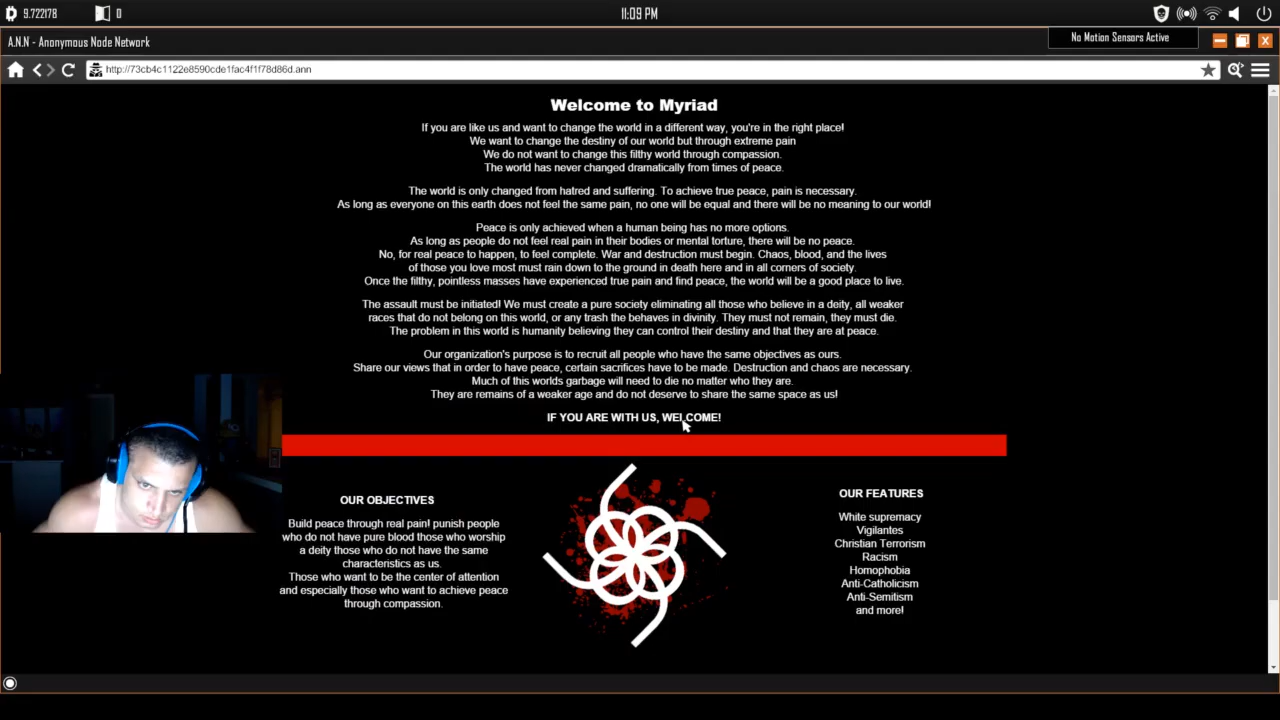 9.722178
0
11:09 PM
A.N.N - Anonymous Node Network
No Motion Sensors Active
http://73cb4c1122e8590cde1fac4f1f78d86d.ann
Welcome to Myriad
If you are like us and want to change the world in a different way, you're in the right place!
We want to change the destiny of our world but through extreme pain
We do not want to change this filthy world through compassion.
The world has never changed dramatically from times of peace.
The world is only changed from hatred and suffering. To achieve true peace, pain is necessary.
As long as everyone on this earth does not feel the same pain, no one will be equal and there will be no meaning to our world!
Peace is only achieved when a human being has no more options.
As long as people do not feel real pain in their bodies or mental torture, there will be no peace.
No, for real peace to happen, to feel complete. War and destruction must begin. Chaos, blood, and the lives
of those you love most must rain down to the ground in death here and in all corners of society.
Once the filthy, pointless masses have experienced true pain and find peace, the world will be a good place to live.
The assault must be initiated! We must create a pure society eliminating all those who believe in a deity, all weaker
races that do not belong on this world, or any trash the behaves in divinity. They must not remain, they must die.
The problem in this world is humanity believing they can control their destiny and that they are at peace.
Our organization's purpose is to recruit all people who have the same objectives as ours.
Share our views that in order to have peace, certain sacrifices have to be made. Destruction and chaos are necessary.
Much of this worlds garbage will need to die no matter who they are.
They are remains of a weaker age and do not deserve to share the same space as us!
IF YOU ARE WITH US, WELCOME!
OUR OBJECTIVES
Build peace through real pain! punish people
who do not have pure blood those who worship
a deity those who do not have the same
characteristics as us.
Those who want to be the center of attention
and especially those who want to achieve peace
through compassion.
OUR FEATURES
White supremacy
Vigilantes
Christian Terrorism
Racism
Homophobia
Anti-Catholicism
Anti-Semitism
and more!